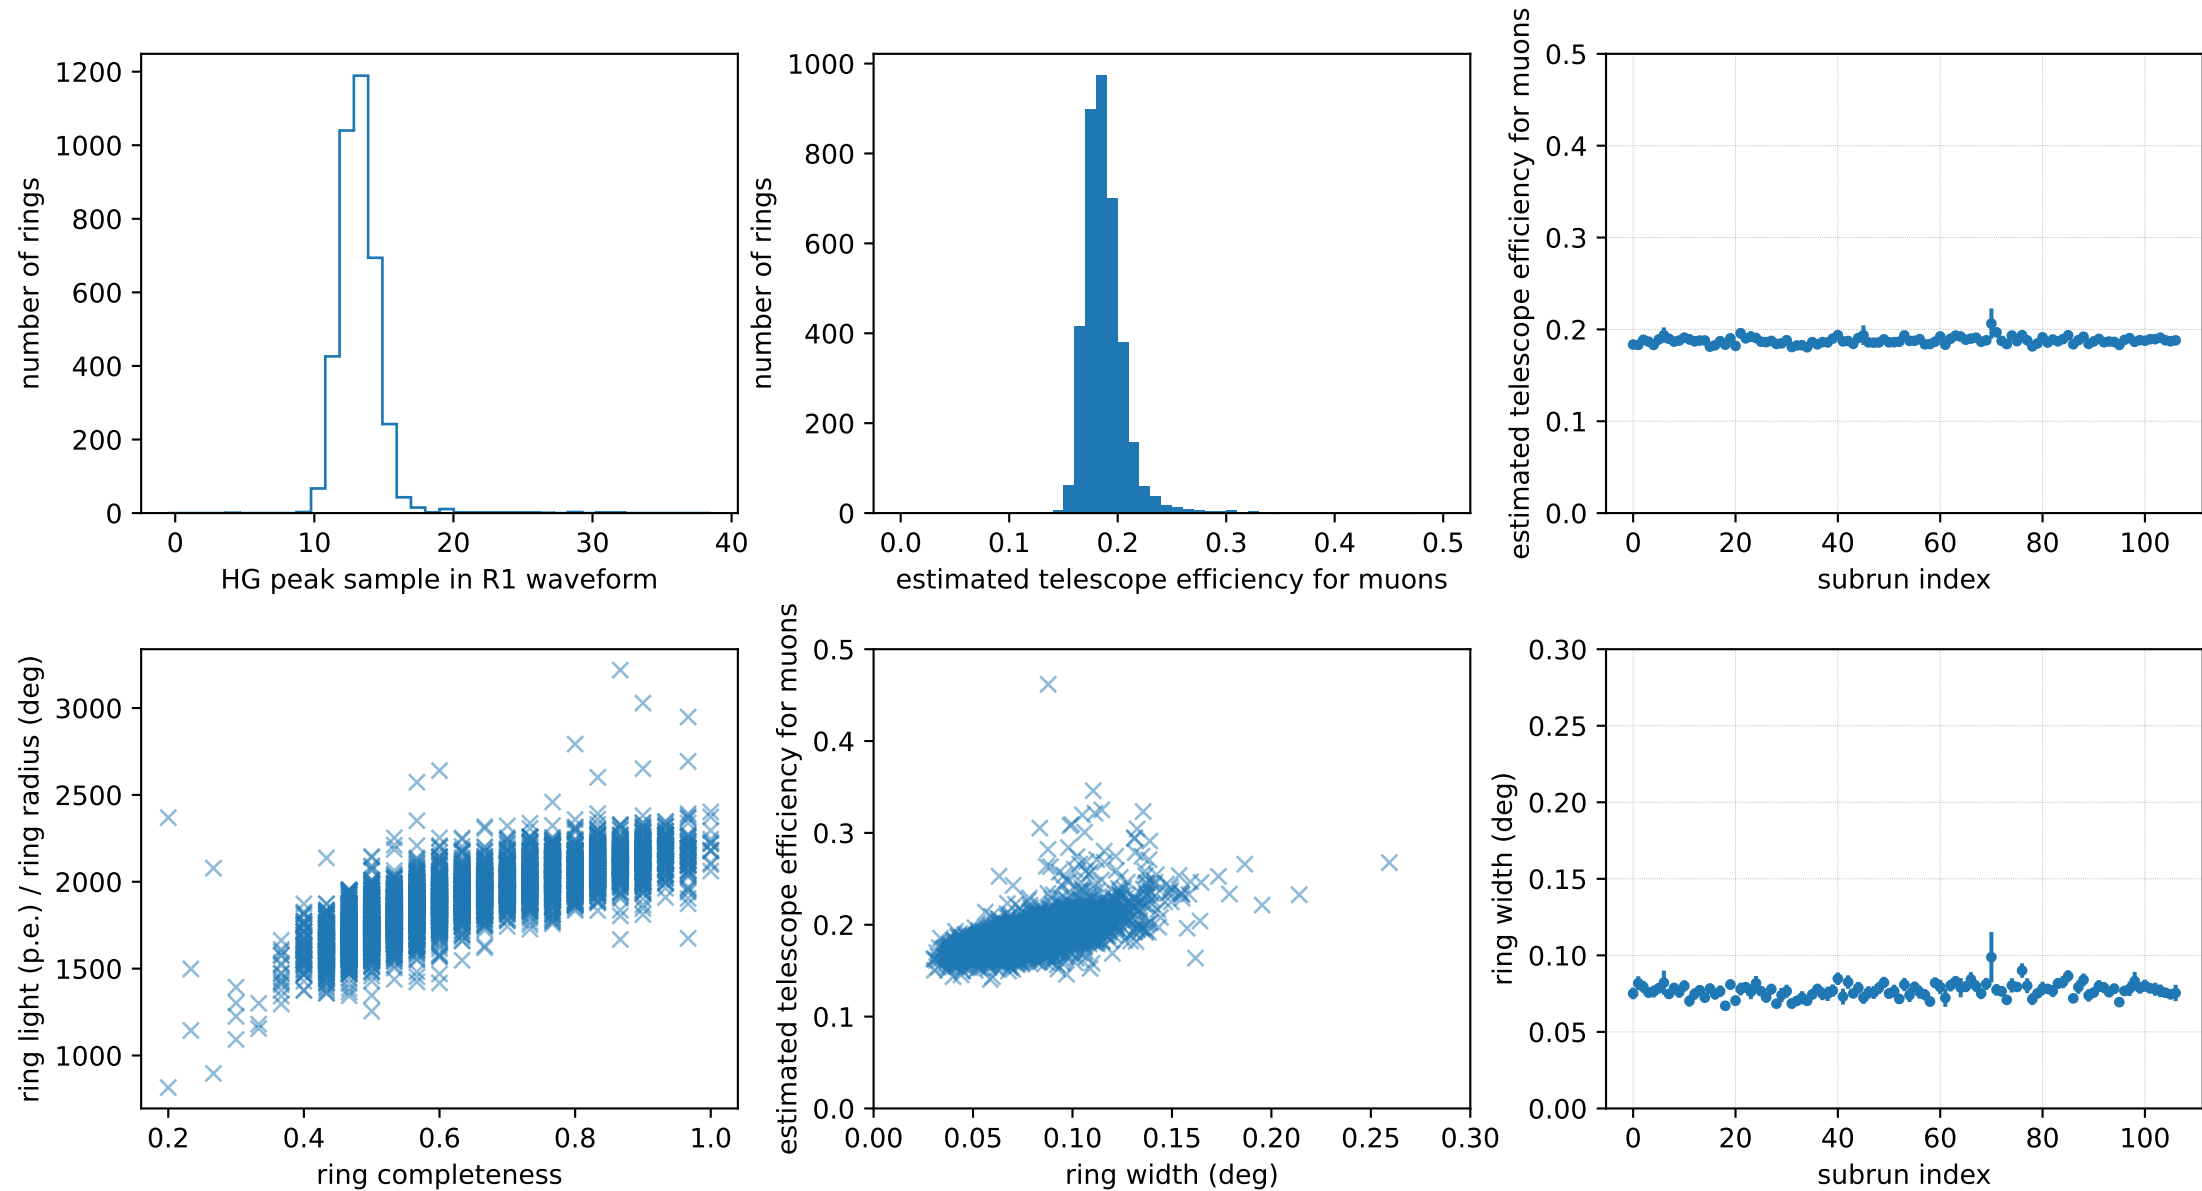 1200
1000
800
600
400
200
0
number of rings
0 10 20 30 40
HG peak sample in R1 waveform
1000
800
600
400
200
0
number of rings
0.0 0.1 0.2 0.3 0.4 0.5
estimated telescope efficiency for muons
0.5
0.4
0.3
0.2
0.1
0.0
estimated telescope efficiency for muons
0 20 40 60 80 100
subrun index
3000
2500
2000
1500
1000
ring light (p.e.) / ring radius (deg)
0.2 0.4 0.6 0.8 1.0
ring completeness
0.5
0.4
0.3
0.2
0.1
0.0
estimated telescope efficiency for muons
0.00 0.05 0.10 0.15 0.20 0.25 0.30
ring width (deg)
0.30
0.25
0.20
0.15
0.10
0.05
0.00
ring width (deg)
0 20 40 60 80 100
subrun index